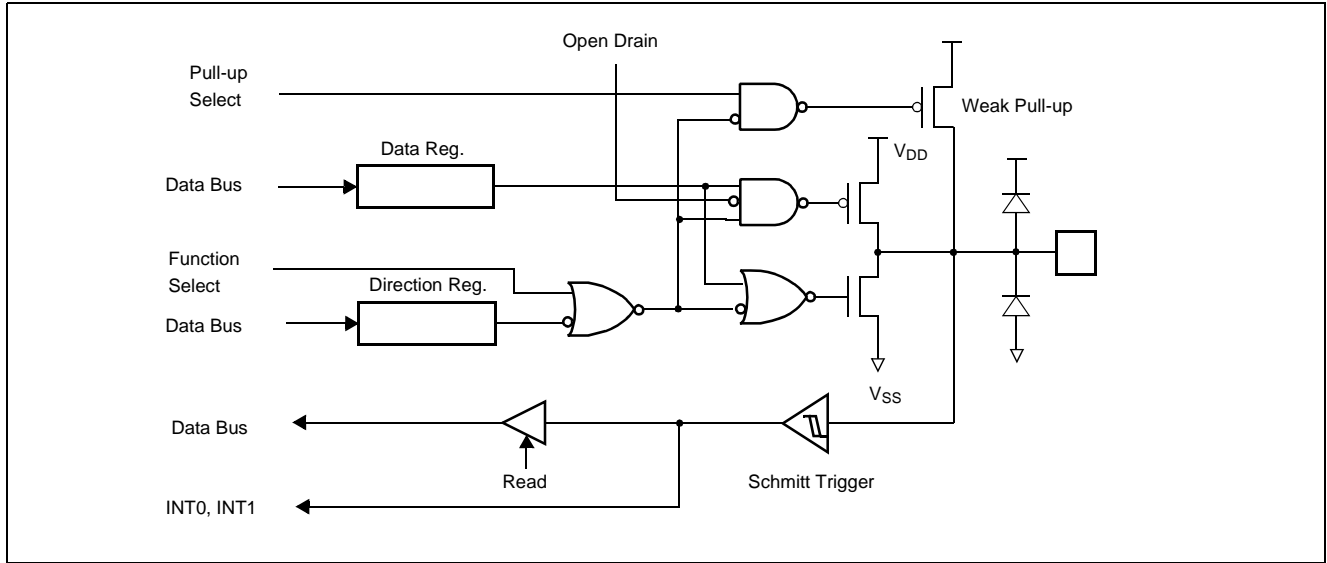 Open Drain
Pull-up
Select
Weak Pull-up
Data Reg.
VDD
Data Bus
Function
Select
Direction Reg.
Data Bus
VSS
Data Bus
Read
Schmitt Trigger
INT0, INT1